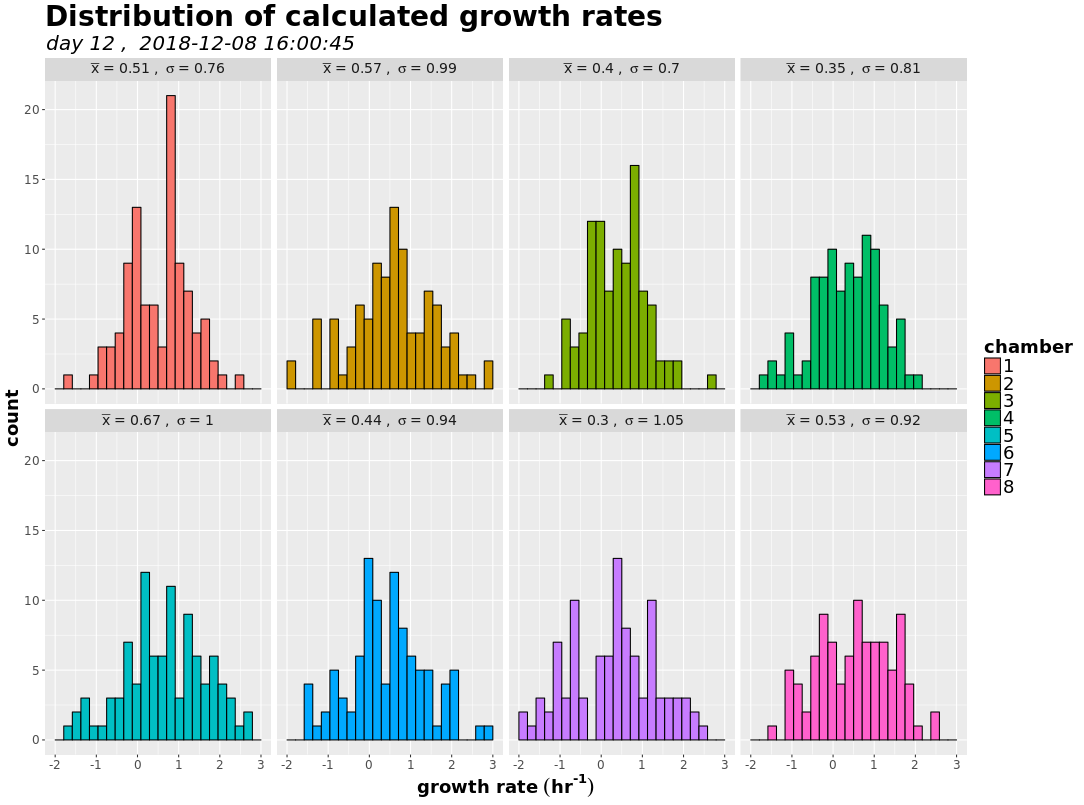 Distribution of calculated growth rates
day 12 ,  2018-12-08 16:00:45
x̅ = 0.51 ,  σ = 0.76
x̅ = 0.57 ,  σ = 0.99
x̅ = 0.4 ,  σ = 0.7
x̅ = 0.35 ,  σ = 0.81
20
15
10
5
0
x̅ = 0.67 ,  σ = 1
x̅ = 0.44 ,  σ = 0.94
x̅ = 0.3 ,  σ = 1.05
x̅ = 0.53 ,  σ = 0.92
20
15
10
5
0
-2 -1 0 1 2 3
-2 -1 0 1 2 3
-2 -1 0 1 2 3
-2 -1 0 1 2 3
count
growth rate (hr⁻¹)
chamber
1
2
3
4
5
6
7
8